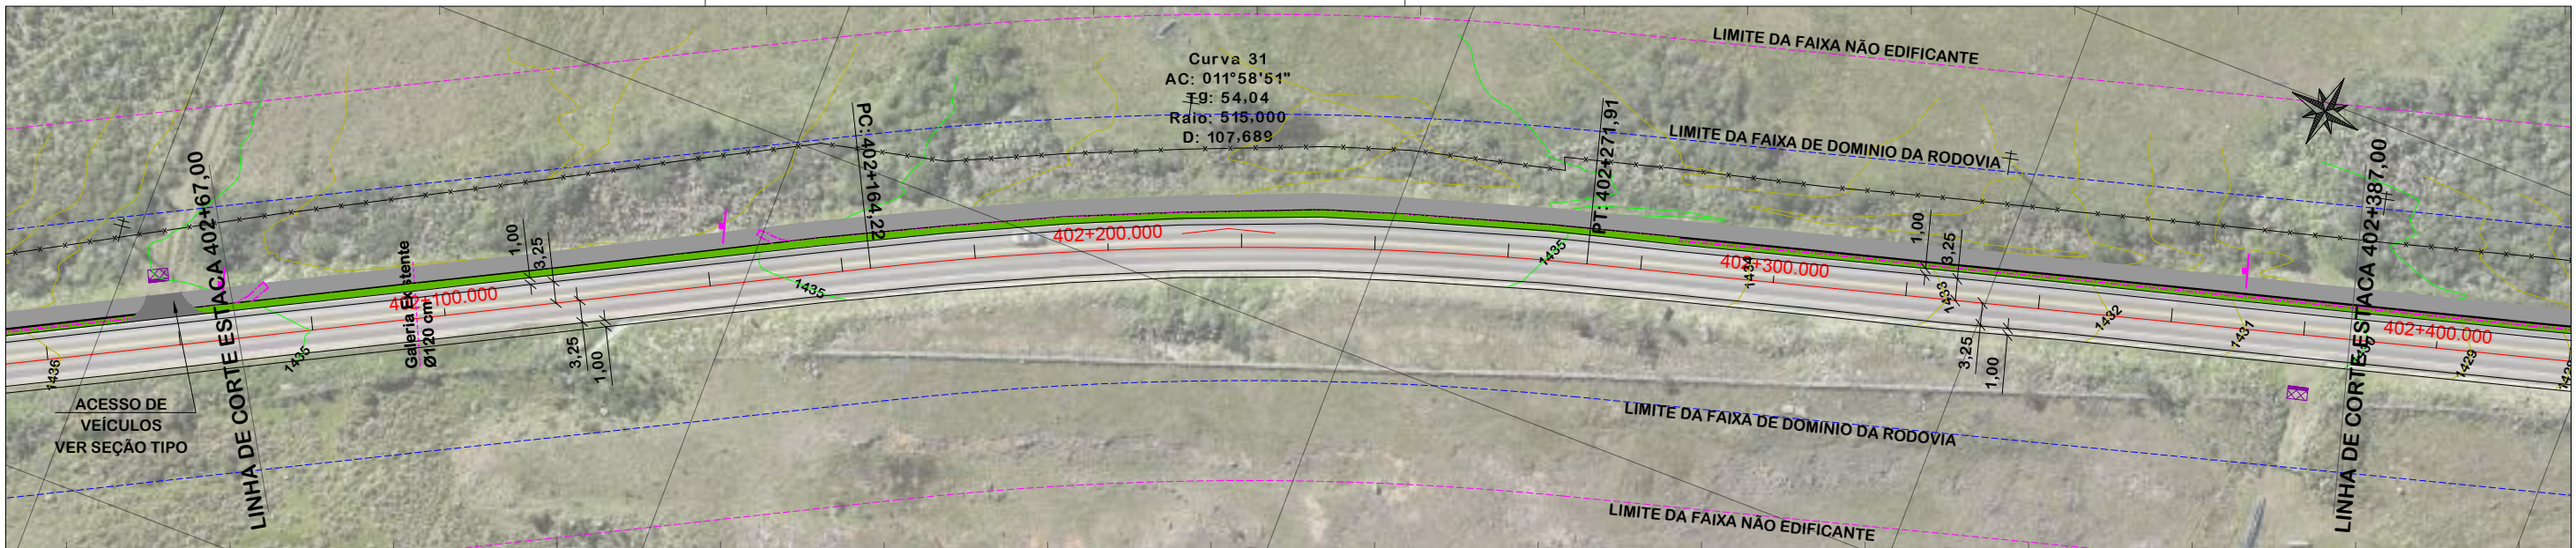 LIMITE DA FAIXA NÃO EDIFICANTE
Curva 31
AC: 011°58'51"
Tg: 54,04
Raio: 515,000
D: 107,689
PC:402+164,22
PT: 402+271,91
LIMITE DA FAIXA DE DOMINIO DA RODOVIA
LINHA DE CORTE ESTACA 402+67,00
LINHA DE CORTE ESTACA 402+387,00
1,00
3,25
402+200.000
1,00
3,25
402+100.000
Galeria Existente
Ø120 cm
1435
1435
1434
402+300.000
1433
1432
1431
1430
402+400.000
1429
1436
1435
3,25
1,00
3,25
1,00
ACESSO DE
VEÍCULOS
VER SEÇÃO TIPO
LIMITE DA FAIXA DE DOMINIO DA RODOVIA
LIMITE DA FAIXA NÃO EDIFICANTE